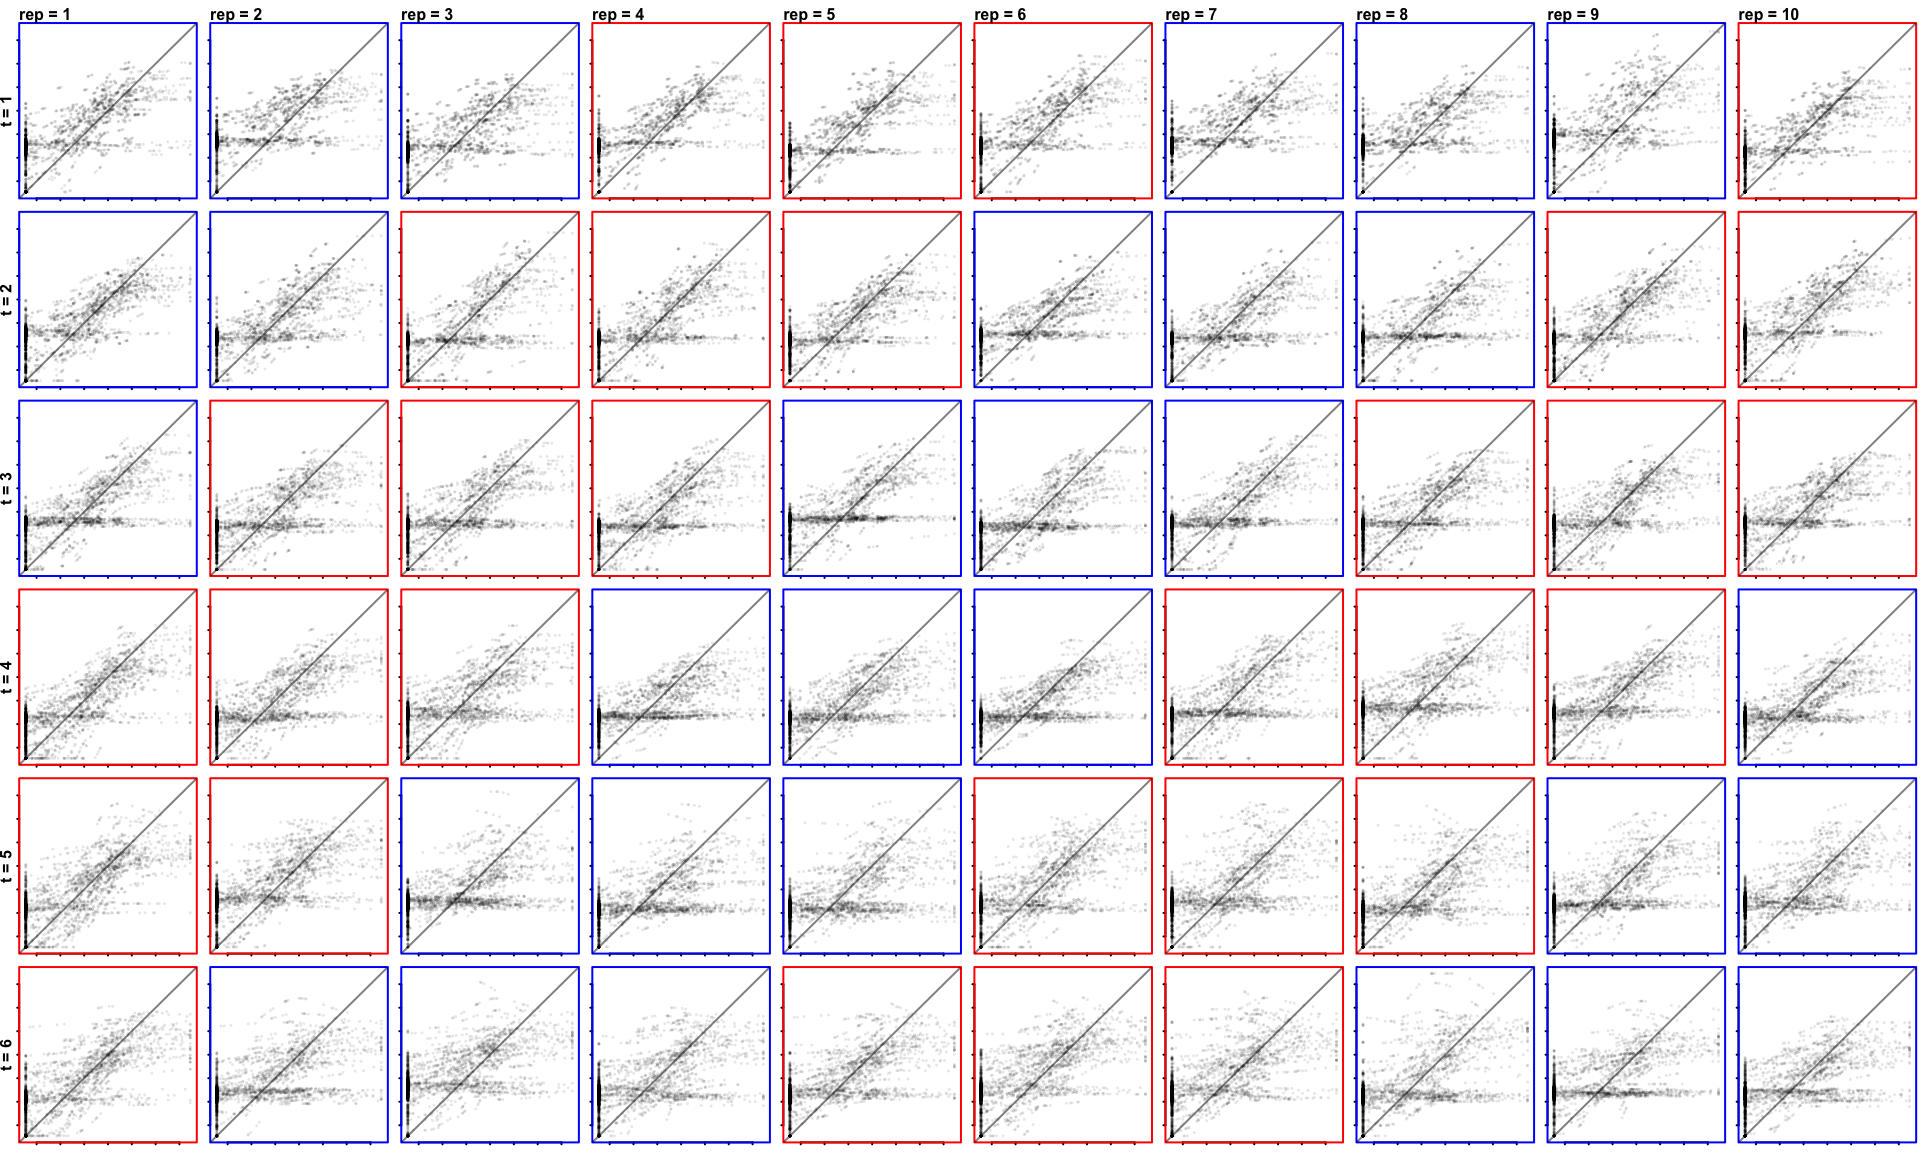 rep = 1 rep = 2 rep = 3 rep = 4 rep = 5 rep = 6 rep = 7 rep = 8 rep = 9 rep = 10
t = 1
t = 2
t = 3
t = 4
t = 5
t = 6